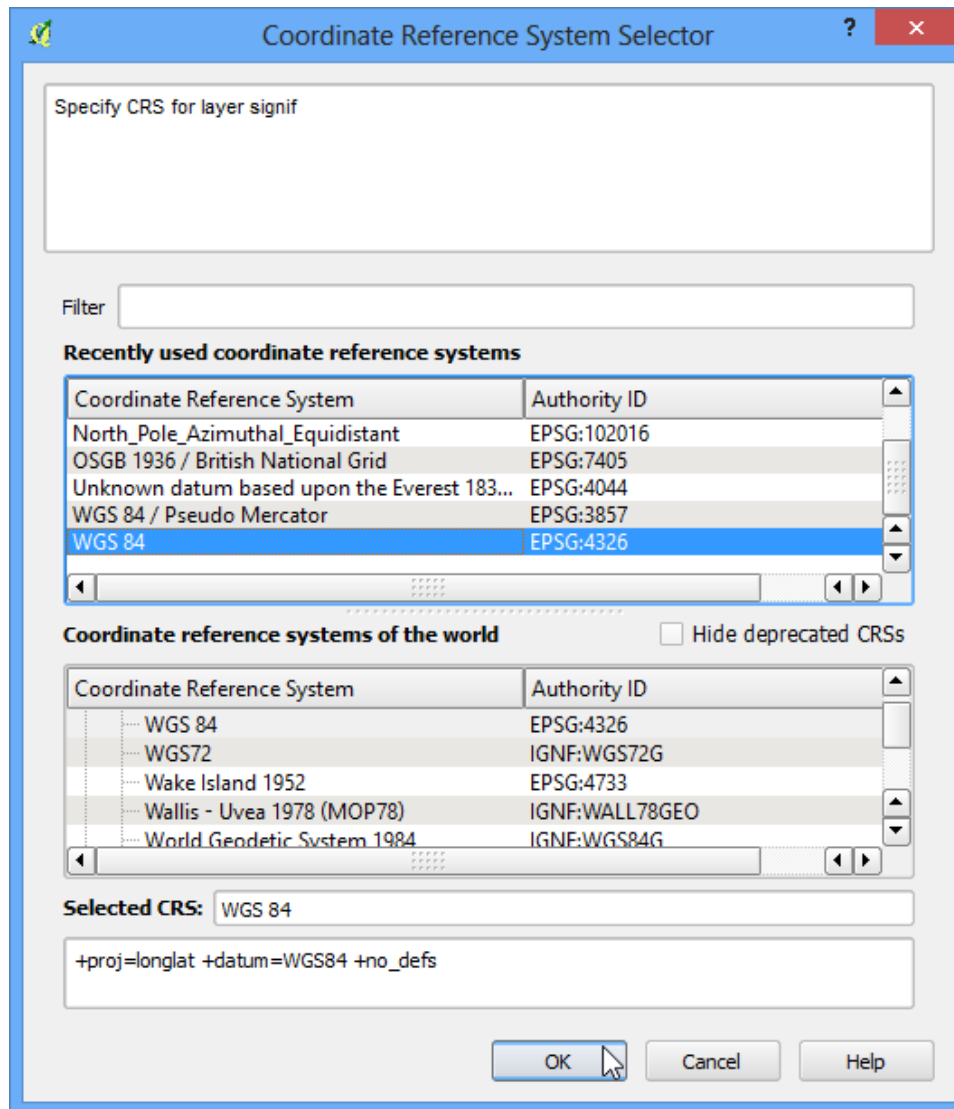 Coordinate Reference System Selector ?
Specify CRS for layer signif
Filter
Recently used coordinate reference systems
Coordinate Reference System Authority ID
North_Pole_Azimuthal_Equidistant EPSG:102016
OSGB 1936 / British National Grid EPSG:7405
Unknown datum based upon the Everest 183... EPSG:4044
WGS 84 / Pseudo Mercator EPSG:3857
WGS 84 EPSG:4326
Coordinate reference systems of the world Hide deprecated CRSs
Coordinate Reference System Authority ID
WGS 84 EPSG:4326
WGS72 IGNF:WGS72G
Wake Island 1952 EPSG:4733
Wallis - Uvea 1978 (MOP78) IGNF:WALL78GEO
World Geodetic System 1984 IGNF:WGS84G
Selected CRS: WGS 84
+proj=longlat +datum=WGS84 +no_defs
OK Cancel Help